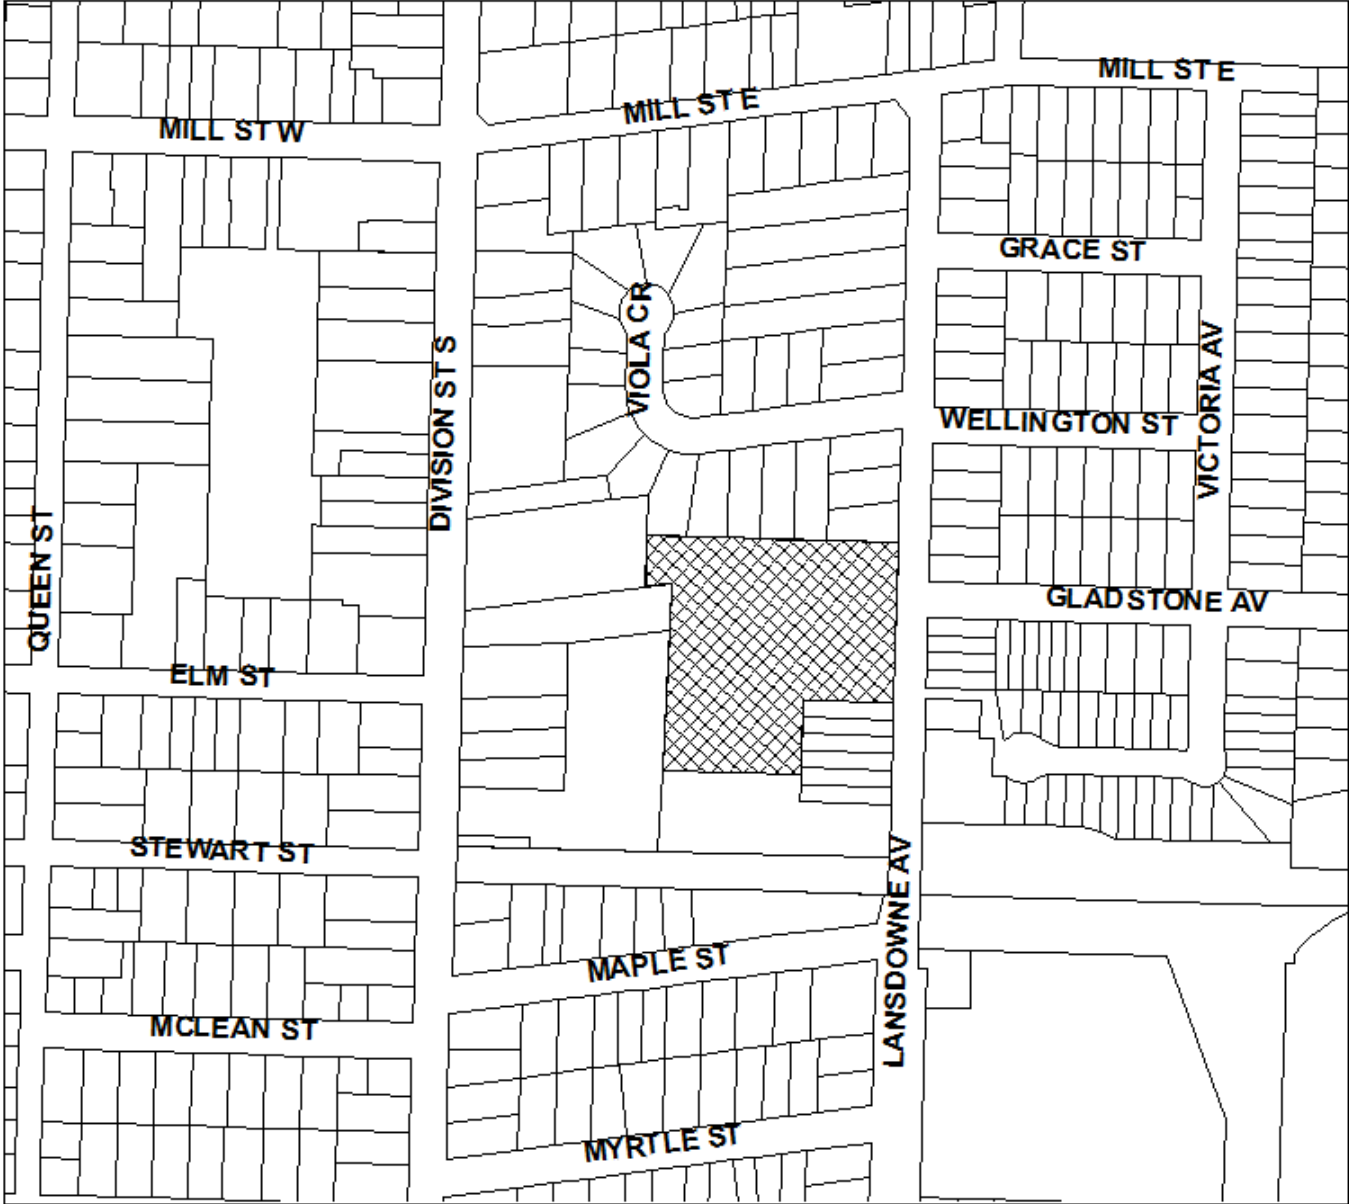 MILL ST E
MILL ST E
MILL ST W
GRACE ST
VIOLA CR
DIVISION ST S
VICTORIA AV
WELLINGTON ST
QUEEN ST
GLADSTONE AV
ELM ST
STEWART ST
LANSDOWNE AV
MAPLE ST
MCLEAN ST
MYRTLE ST